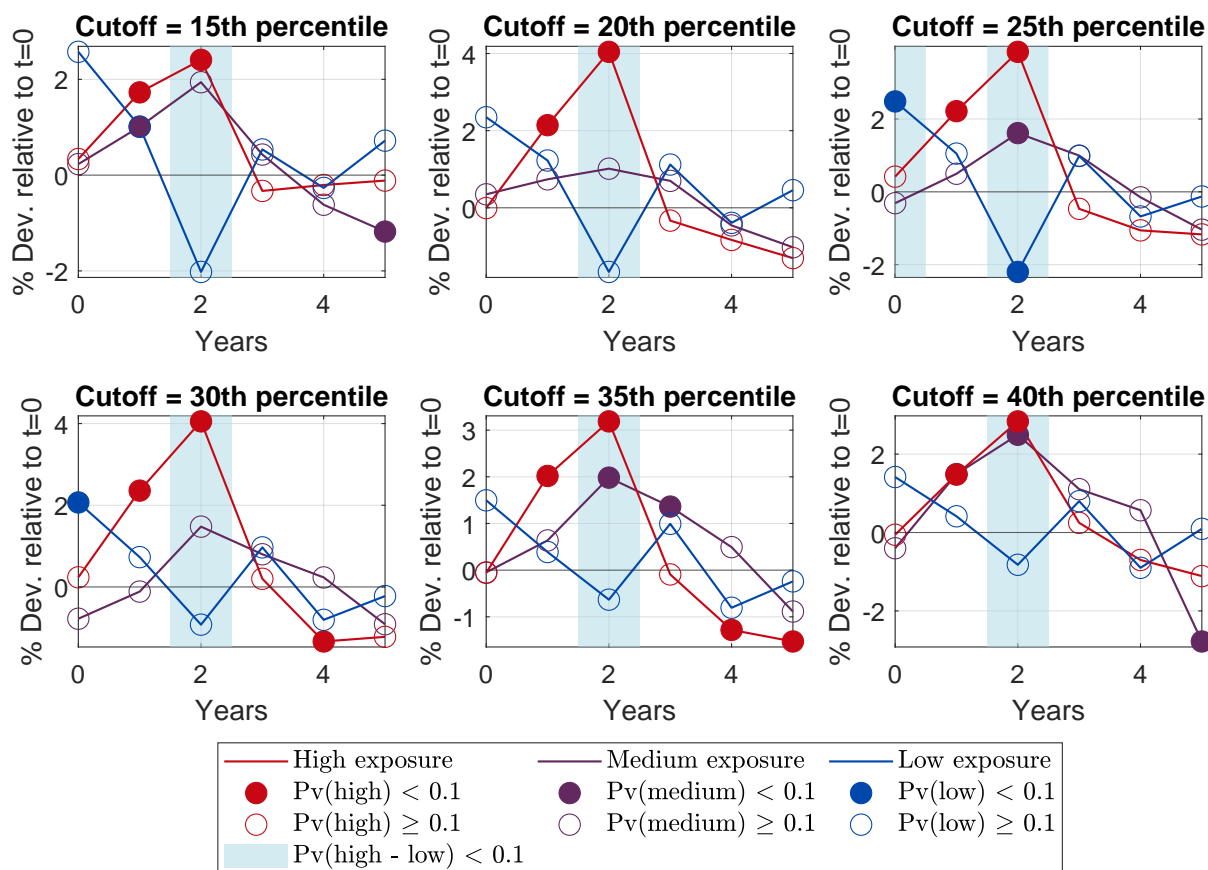 Cutoff = 15th percentile
% Dev. relative to t=0
2
0
-2
0
2
4
Years
Cutoff = 20th percentile
% Dev. relative to t=0
4
2
0
0
2
4
Years
Cutoff = 25th percentile
% Dev. relative to t=0
2
0
-2
0
2
4
Years
Cutoff = 30th percentile
% Dev. relative to t=0
4
2
0
0
2
4
Years
Cutoff = 35th percentile
% Dev. relative to t=0
3
2
1
0
-1
0
2
4
Years
Cutoff = 40th percentile
% Dev. relative to t=0
2
0
-2
0
2
4
Years
High exposure
Medium exposure
Low exposure
Pv(high) < 0.1
Pv(medium) < 0.1
Pv(low) < 0.1
Pv(high) ≥ 0.1
Pv(medium) ≥ 0.1
Pv(low) ≥ 0.1
Pv(high - low) < 0.1